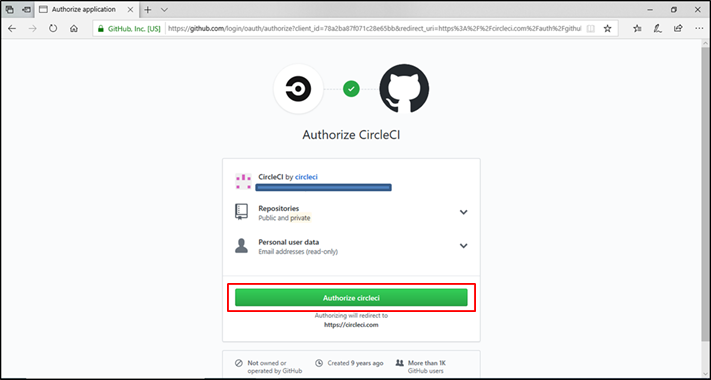 Authorize application
GitHub, Inc. [US]
https://github.com/login/oauth/authorize?client_id=78a2ba87f071c28e65bb&redirect_uri=https%3A%2F%2Fcircleci.com%2Fauth%2Fgithu
Authorize CircleCI
CircleCI by circleci
Repositories
Public and private
Personal user data
Email addresses (read-only)
Authorize circleci
Authorizing will redirect to
https://circleci.com
Not owned or
operated by GitHub
Created 9 years ago
More than 1K
GitHub users